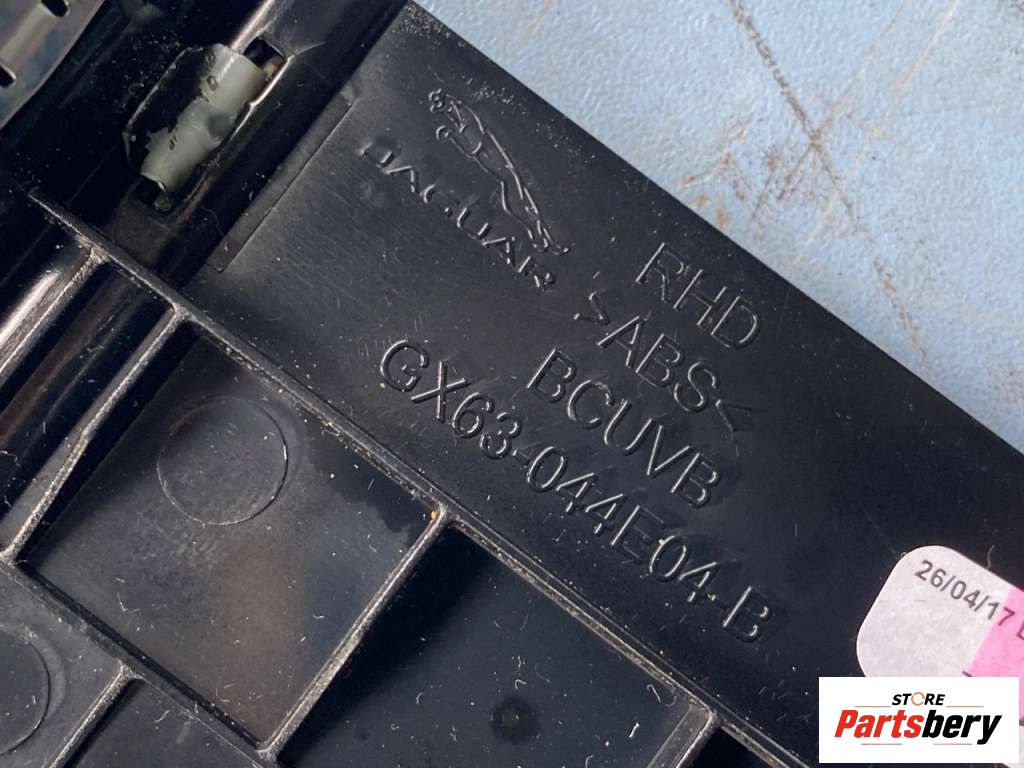 JAGUAR
RHD
>ABS<
BCUVB
GX63-044E04-B
26/04/17
STORE
Partsbery